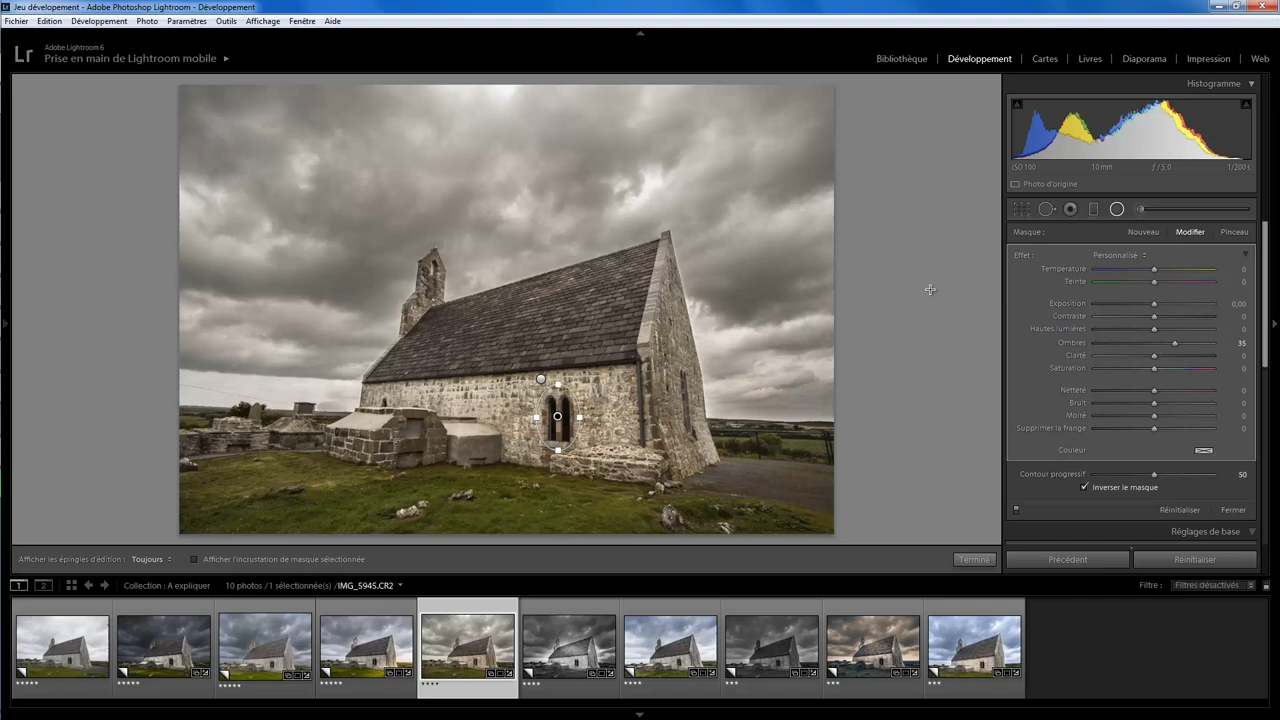 Jeu dévelopement - Adobe Photoshop Lightroom - Développement
Fichier Edition Développement Photo Paramètres Outils Affichage Fenêtre Aide
Lr Adobe Lightroom 6
Prise en main de Lightroom mobile
Bibliothèque Développement Cartes Livres Diaporama Impression Web
Histogramme
ISO 100 10 mm ƒ / 5,0 1/200 s
Photo d'origine
Masque : Nouveau Modifier Pinceau
Effet : Personnalisé
Température 0
Teinte 0
Exposition 0,00
Contraste 0
Hautes lumières 0
Ombres 35
Clarté 0
Saturation 0
Netteté 0
Bruit 0
Moiré 0
Supprimer la frange 0
Couleur
Contour progressif 50
Inverser le masque
Réinitialiser Fermer
Réglages de base
Afficher les épingles d'édition : Toujours Afficher l'incrustation de masque sélectionnée Terminé
Précédent Réinitialiser
1 2 Collection : A expliquer 10 photos /1 sélectionnée(s) /IMG_5945.CR2 Filtre : Filtres désactivés